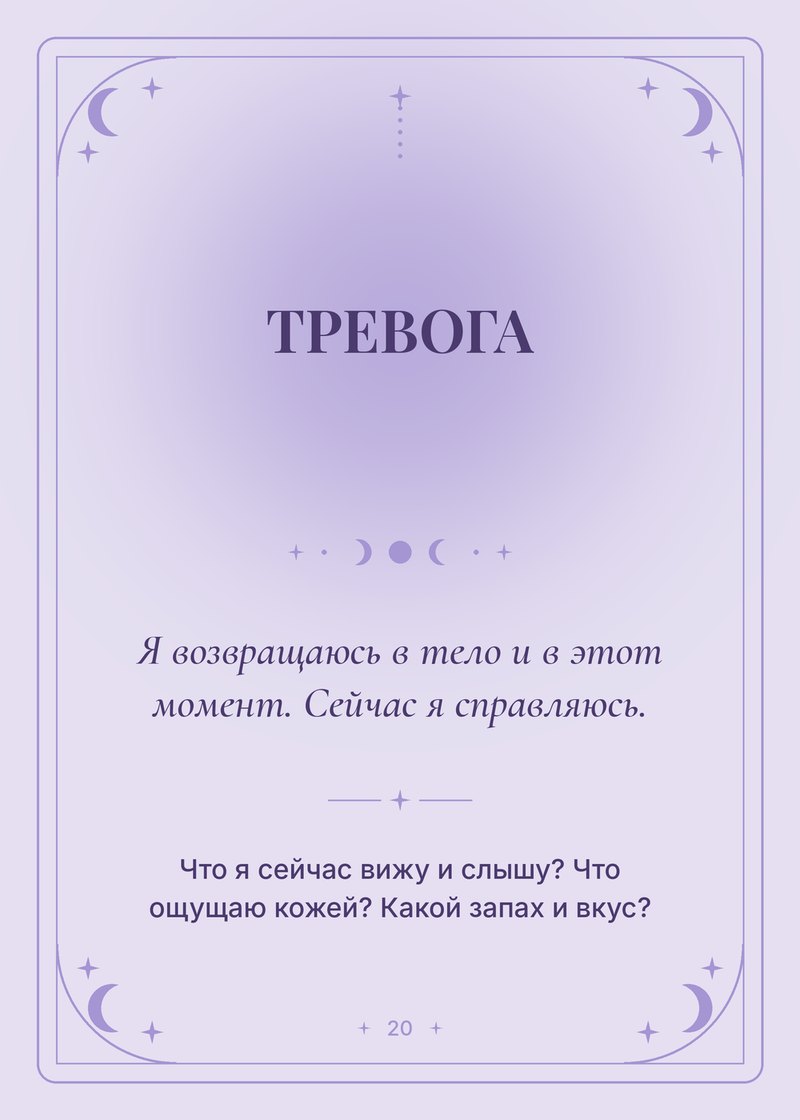 ТРЕВОГА
Я возвращаюсь в тело и в этот
момент. Сейчас я справляюсь.
Что я сейчас вижу и слышу? Что
ощущаю кожей? Какой запах и вкус?
20